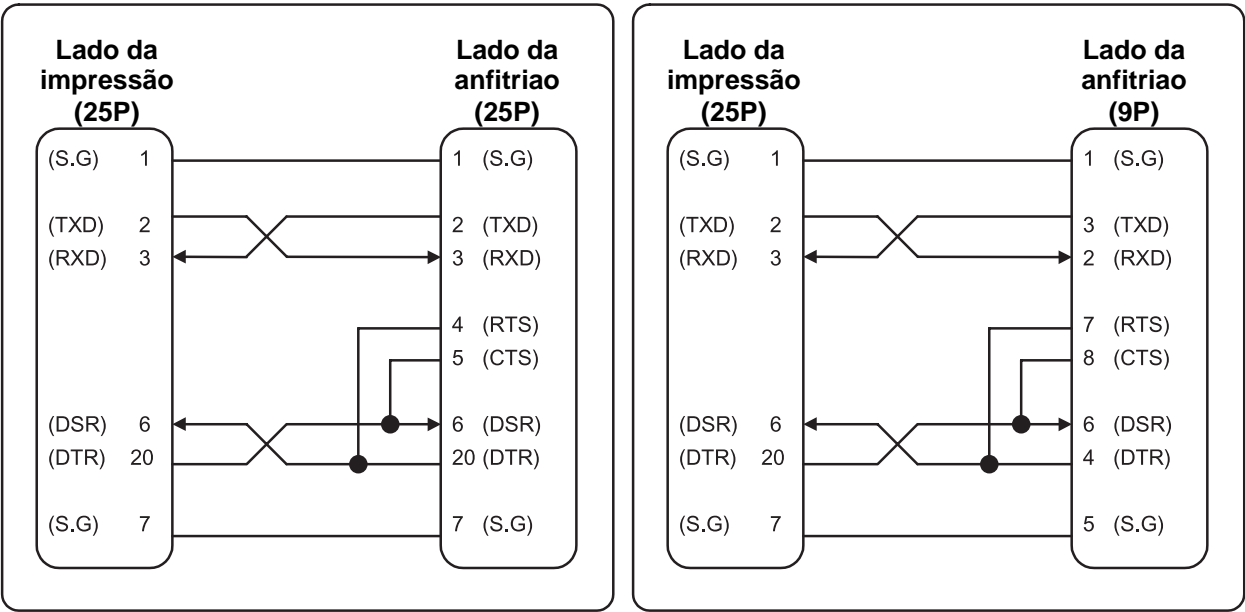 Lado da
impressão
(25P)
Lado da
anfitriao
(25P)
(S.G) 1
1 (S.G)
(TXD) 2
2 (TXD)
(RXD) 3
3 (RXD)
4 (RTS)
5 (CTS)
(DSR) 6
6 (DSR)
(DTR) 20
20 (DTR)
(S.G) 7
7 (S.G)
Lado da
impressão
(25P)
Lado da
anfitriao
(9P)
(S.G) 1
1 (S.G)
(TXD) 2
3 (TXD)
(RXD) 3
2 (RXD)
7 (RTS)
8 (CTS)
(DSR) 6
6 (DSR)
(DTR) 20
4 (DTR)
(S.G) 7
5 (S.G)